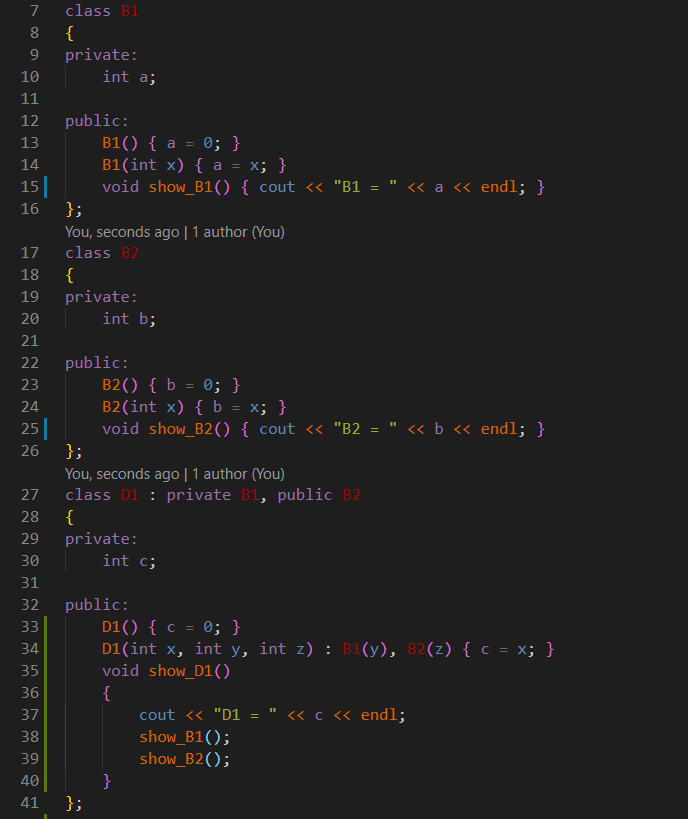 7 class B1
8 {
9 private:
10     int a;
11
12 public:
13     B1() { a = 0; }
14     B1(int x) { a = x; }
15     void show_B1() { cout << "B1 = " << a << endl; }
16 };
You, seconds ago | 1 author (You)
17 class B2
18 {
19 private:
20     int b;
21
22 public:
23     B2() { b = 0; }
24     B2(int x) { b = x; }
25     void show_B2() { cout << "B2 = " << b << endl; }
26 };
You, seconds ago | 1 author (You)
27 class D1 : private B1, public B2
28 {
29 private:
30     int c;
31
32 public:
33     D1() { c = 0; }
34     D1(int x, int y, int z) : B1(y), B2(z) { c = x; }
35     void show_D1()
36     {
37         cout << "D1 = " << c << endl;
38         show_B1();
39         show_B2();
40     }
41 };